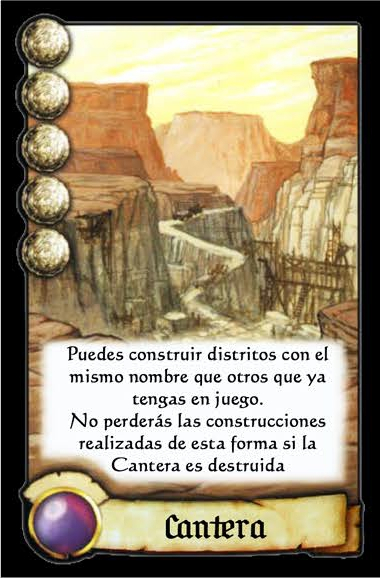 Puedes construir distritos con el
mismo nombre que otros que ya
tengas en juego.
No perderás las construcciones
realizadas de esta forma si la
Cantera es destruida
Cantera